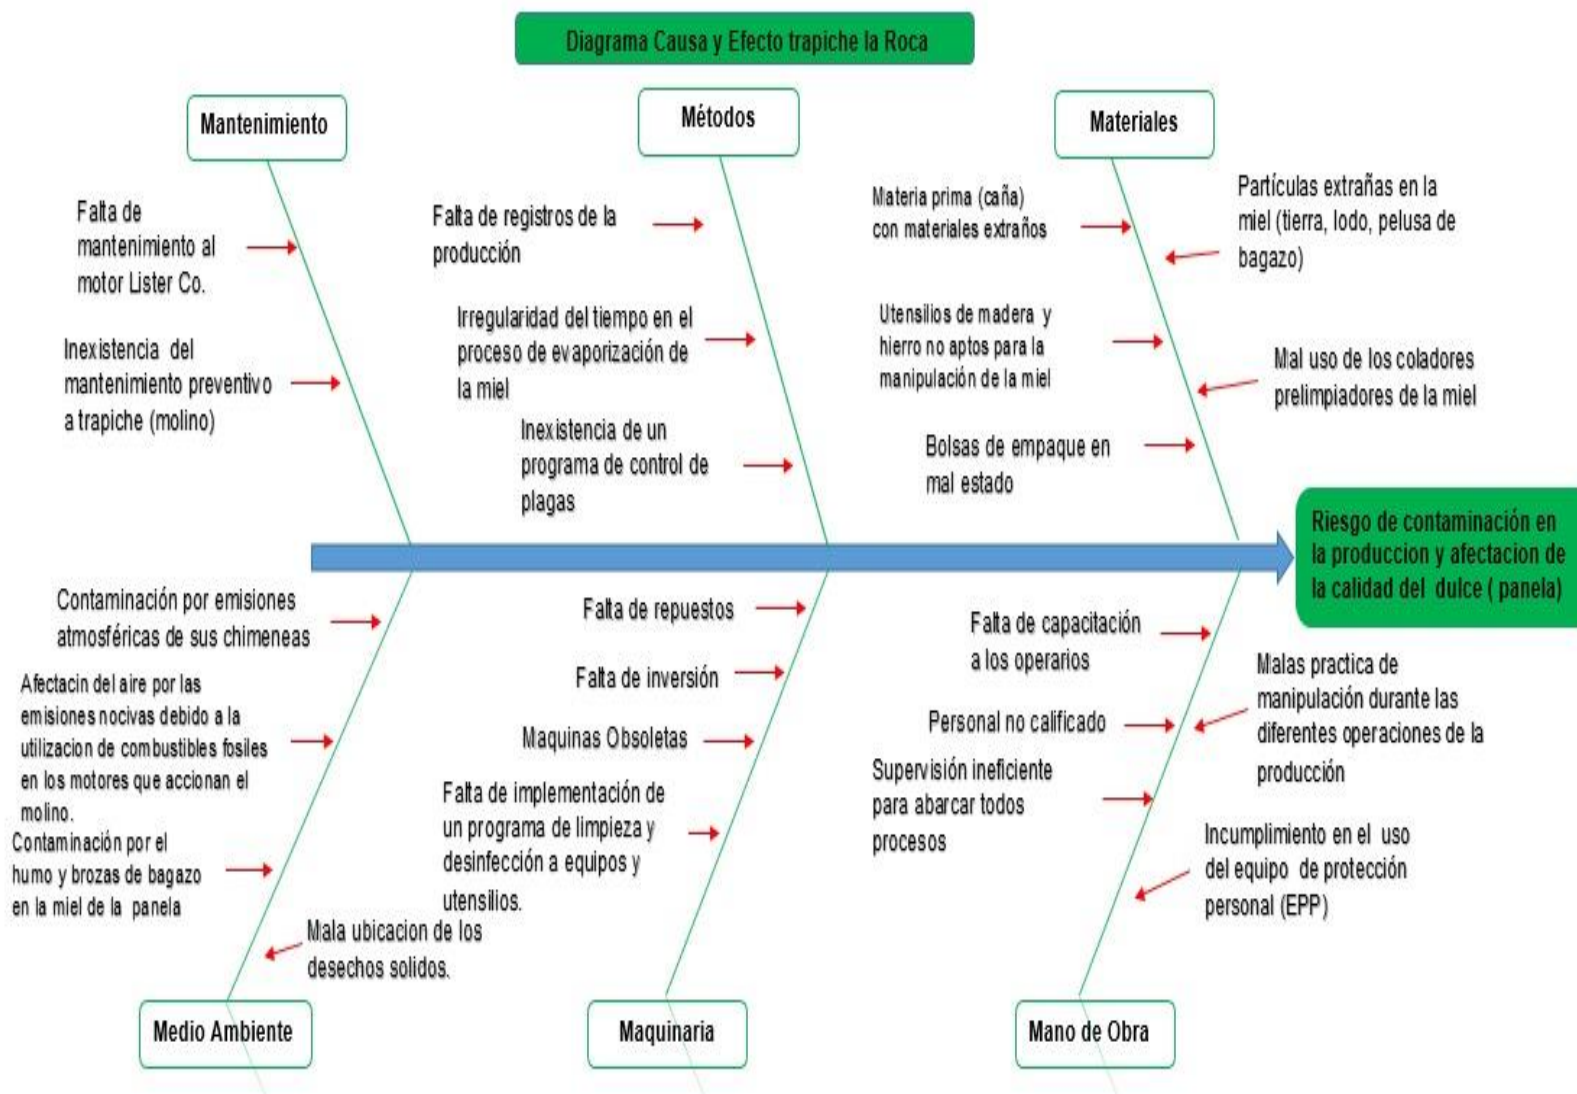 Diagrama Causa y Efecto trapiche la Roca
Mantenimiento
Falta de
mantenimiento al
motor Lister Co.
Inexistencia del
mantenimiento preventivo
a trapiche (molino)
Métodos
Falta de registros de la
producción
Irregularidad del tiempo en el
proceso de evaporización de
la miel
Inexistencia de un
programa de control de
plagas
Materiales
Materia prima (caña)
con materiales extraños
Partículas extrañas en la
miel (tierra, lodo, pelusa de
bagazo)
Utensilios de madera y
hierro no aptos para la
manipulación de la miel
Mal uso de los coladores
prelimpiadores de la miel
Bolsas de empaque en
mal estado
Riesgo de contaminación en
la produccion y afectacion de
la calidad del dulce ( panela)
Contaminación por emisiones
atmosféricas de sus chimeneas
Afectacin del aire por las
emisiones nocivas debido a la
utilizacion de combustibles fosiles
en los motores que accionan el
molino.
Contaminación por el
humo y brozas de bagazo
en la miel de la panela
Mala ubicacion de los
desechos solidos.
Medio Ambiente
Falta de repuestos
Falta de inversión
Maquinas Obsoletas
Falta de implementación de
un programa de limpieza y
desinfección a equipos y
utensilios.
Maquinaria
Falta de capacitación
a los operarios
Malas practica de
manipulación durante las
diferentes operaciones de la
producción
Personal no calificado
Supervisión ineficiente
para abarcar todos
procesos
Incumplimiento en el uso
del equipo de protección
personal (EPP)
Mano de Obra